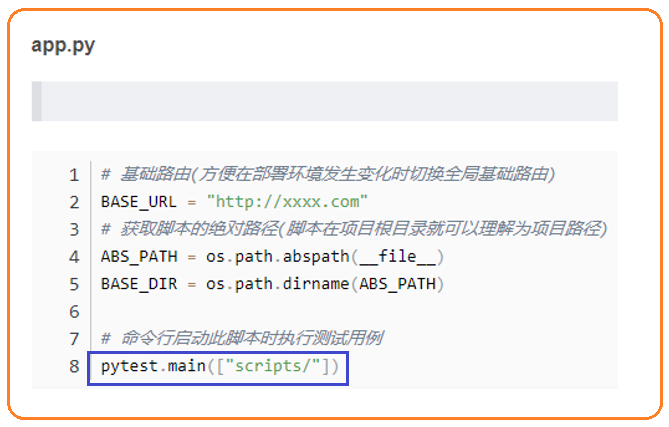 app.py
1 # 基础路由(方便在部署环境发生变化时切换全局基础路由)
2 BASE_URL = "http://xxxx.com"
3 # 获取脚本的绝对路径(脚本在项目根目录就可以理解为项目路径)
4 ABS_PATH = os.path.abspath(__file__)
5 BASE_DIR = os.path.dirname(ABS_PATH)
6
7 # 命令行启动此脚本时执行测试用例
8 pytest.main(["scripts/"])